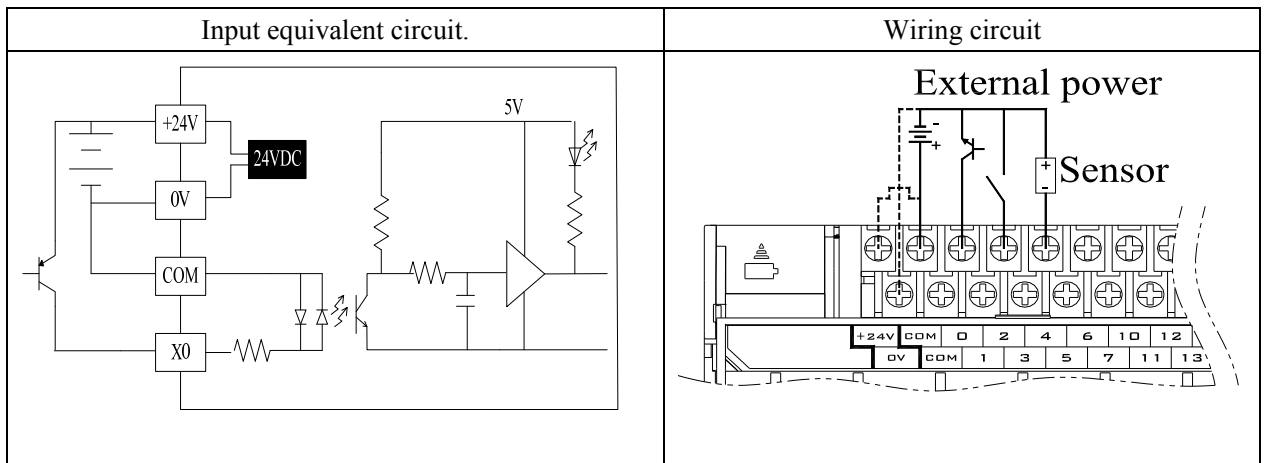 Input equivalent circuit.
Wiring circuit
+24V
24VDC
0V
COM
X0
5V
External power
-
+
+
-
Sensor
+24V COM 0 2 4 6 10 12
0V COM 1 3 5 7 11 13